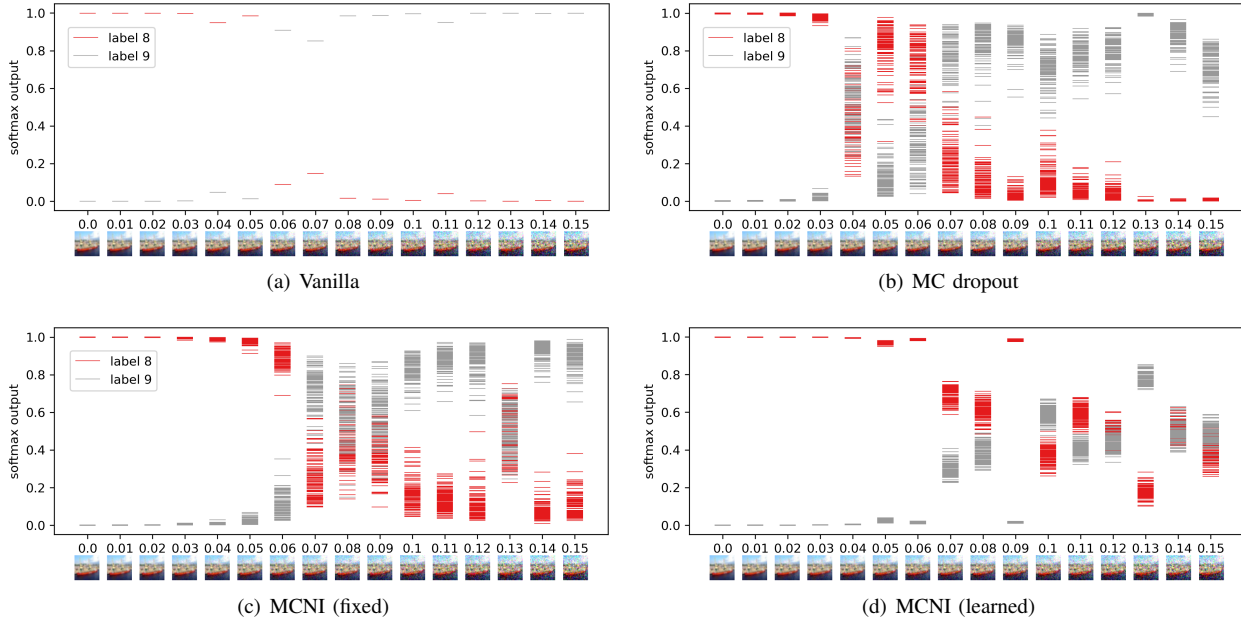 1.0
0.8
0.6
0.4
0.2
0.0
softmax output
label 8
label 9
0.0 0.01 0.02 0.03 0.04 0.05 0.06 0.07 0.08 0.09 0.1 0.11 0.12 0.13 0.14 0.15
(a) Vanilla
1.0
0.8
0.6
0.4
0.2
0.0
softmax output
label 8
label 9
0.0 0.01 0.02 0.03 0.04 0.05 0.06 0.07 0.08 0.09 0.1 0.11 0.12 0.13 0.14 0.15
(b) MC dropout
1.0
0.8
0.6
0.4
0.2
0.0
softmax output
label 8
label 9
0.0 0.01 0.02 0.03 0.04 0.05 0.06 0.07 0.08 0.09 0.1 0.11 0.12 0.13 0.14 0.15
(c) MCNI (fixed)
1.0
0.8
0.6
0.4
0.2
0.0
softmax output
0.0 0.01 0.02 0.03 0.04 0.05 0.06 0.07 0.08 0.09 0.1 0.11 0.12 0.13 0.14 0.15
(d) MCNI (learned)